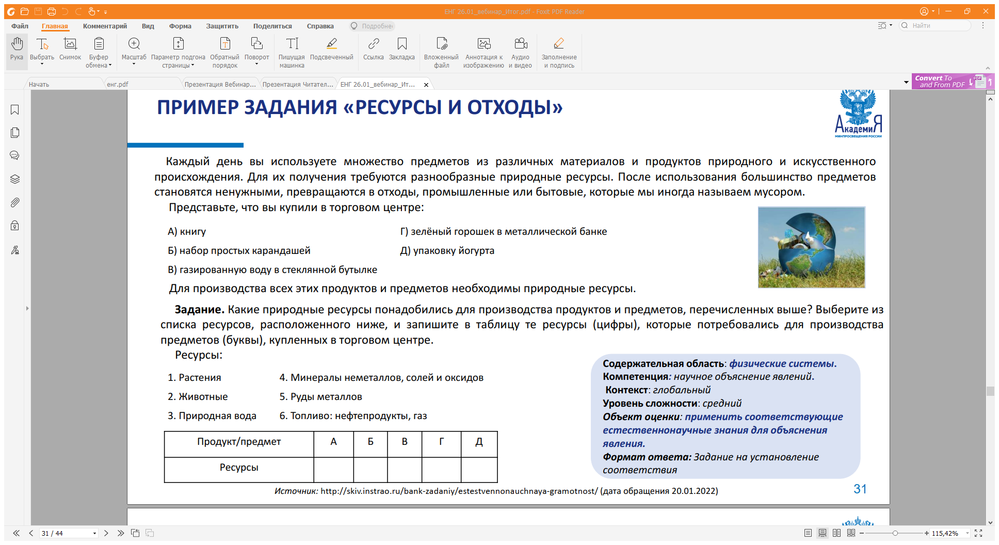 ЕНГ 26.01_вебинар_Итог.pdf - Foxit PDF Reader
Файл Главная Комментарий Вид Форма Защитить Поделиться Справка Подробнее Найти
Рука Выбрать Снимок Буфер обмена Масштаб Параметр подгона страницы Обратный порядок Поворот Пишущая машинка Подсвеченный Ссылка Закладка Вложенный файл Аннотация к изображению Аудио и видео Заполнение и подпись
Начать енг.pdf Презентация Вебинар... Презентация Читател... ЕНГ 26.01_вебинар_Ит...
Convert To
and From PDF
PDF
ПРИМЕР ЗАДАНИЯ «РЕСУРСЫ И ОТХОДЫ»
АкадемиЯ
МИНПРОСВЕЩЕНИЯ РОССИИ
Каждый день вы используете множество предметов из различных материалов и продуктов природного и искусственного
происхождения. Для их получения требуются разнообразные природные ресурсы. После использования большинство предметов
становятся ненужными, превращаются в отходы, промышленные или бытовые, которые мы иногда называем мусором.
Представьте, что вы купили в торговом центре:
А) книгу
Г) зелёный горошек в металлической банке
Б) набор простых карандашей
Д) упаковку йогурта
В) газированную воду в стеклянной бутылке
Для производства всех этих продуктов и предметов необходимы природные ресурсы.
Задание. Какие природные ресурсы понадобились для производства продуктов и предметов, перечисленных выше? Выберите из
списка ресурсов, расположенного ниже, и запишите в таблицу те ресурсы (цифры), которые потребовались для производства
предметов (буквы), купленных в торговом центре.
Ресурсы:
1. Растения
4. Минералы неметаллов, солей и оксидов
2. Животные
5. Руды металлов
3. Природная вода
6. Топливо: нефтепродукты, газ
Продукт/предмет А Б В Г Д
Ресурсы
Содержательная область: физические системы.
Компетенция: научное объяснение явлений.
Контекст: глобальный
Уровень сложности: средний
Объект оценки: применить соответствующие
естественнонаучные знания для объяснения
явления.
Формат ответа: Задание на установление
соответствия
Источник: http://skiv.instrao.ru/bank-zadaniy/estestvennonauchnaya-gramotnost/ (дата обращения 20.01.2022)
31
31 / 44
115,42%